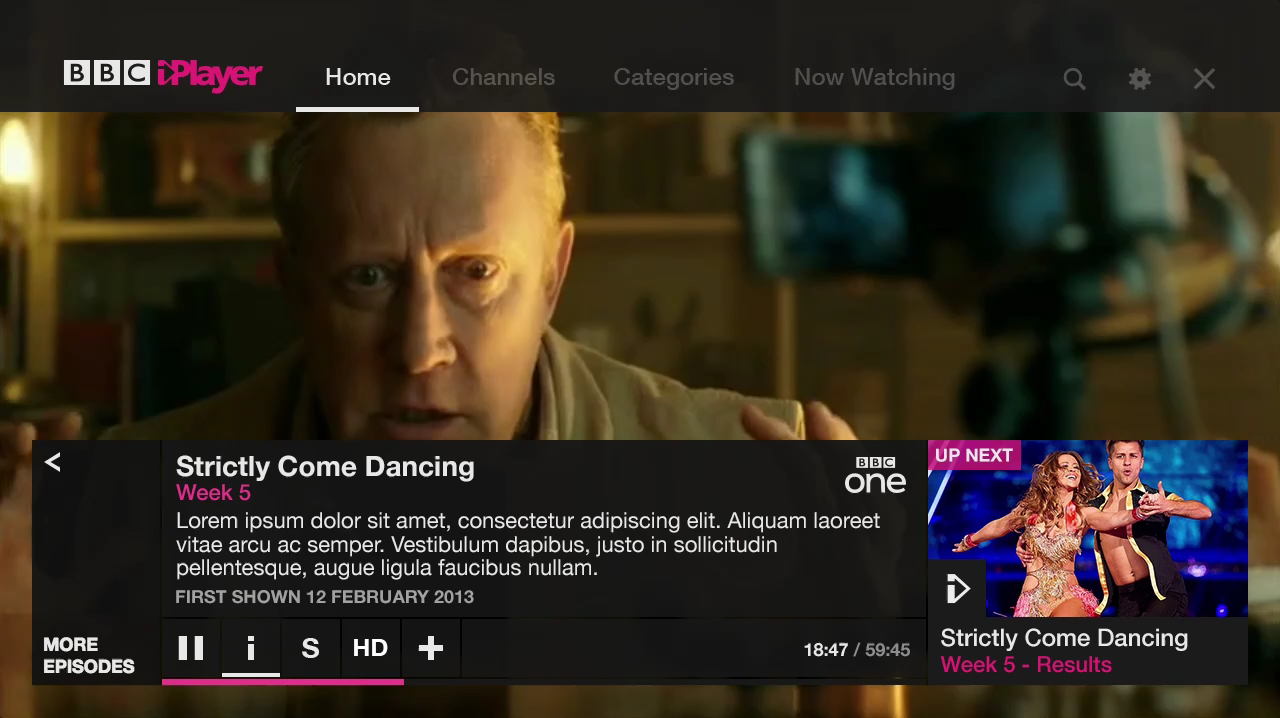 BBC iPlayer Home Channels Categories Now Watching
<
Strictly Come Dancing
Week 5
Lorem ipsum dolor sit amet, consectetur adipiscing elit. Aliquam laoreet
vitae arcu ac semper. Vestibulum dapibus, justo in sollicitudin
pellentesque, augue ligula faucibus nullam.
FIRST SHOWN 12 FEBRUARY 2013
BBC
one
MORE
EPISODES
i S HD + 18:47 / 59:45
UP NEXT
Strictly Come Dancing
Week 5 - Results